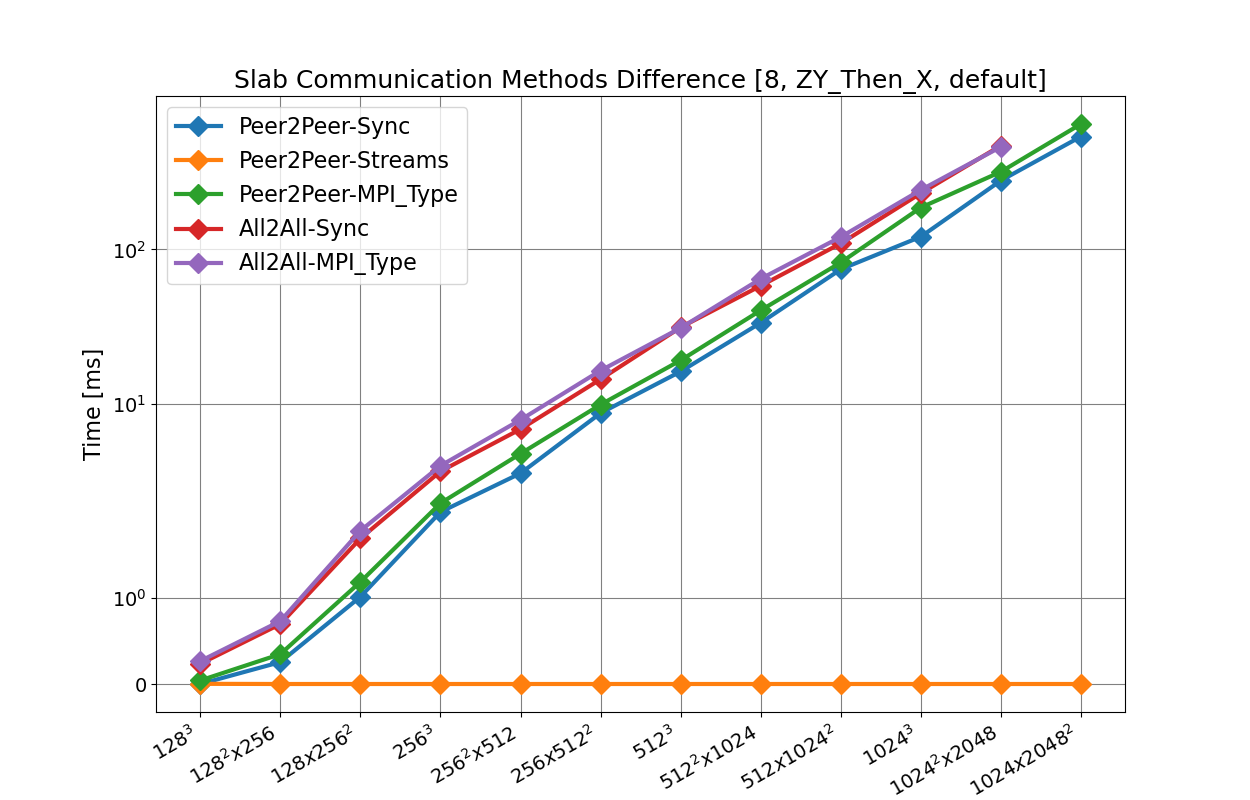 Slab Communication Methods Difference [8, ZY_Then_X, default]
Peer2Peer-Sync
Peer2Peer-Streams
Peer2Peer-MPI_Type
All2All-Sync
All2All-MPI_Type
Time [ms]
10²
10¹
10⁰
0
128³
128²x256
128x256²
256³
256²x512
256x512²
512³
512²x1024
512x1024²
1024³
1024²x2048
1024x2048²